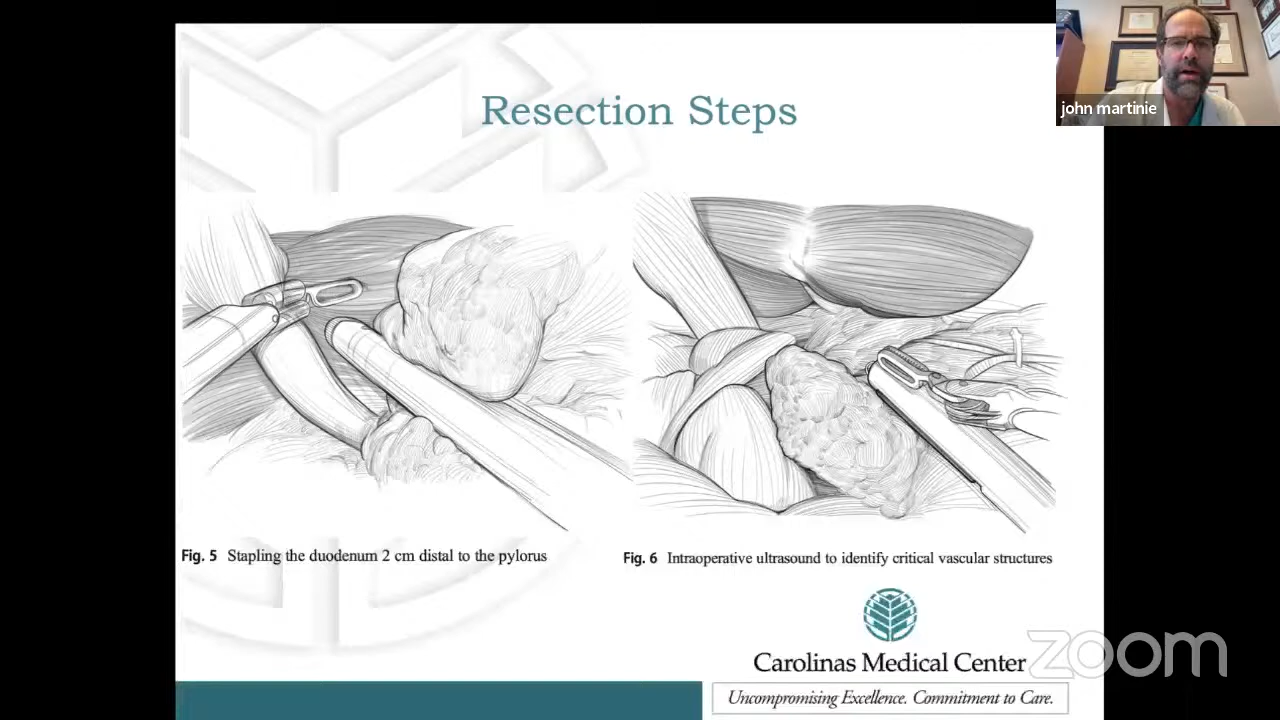 john martinie
Resection Steps
Fig. 5 Stapling the duodenum 2 cm distal to the pylorus
Fig. 6 Intraoperative ultrasound to identify critical vascular structures
Carolinas Medical Center
Uncompromising Excellence. Commitment to Care.
zoom